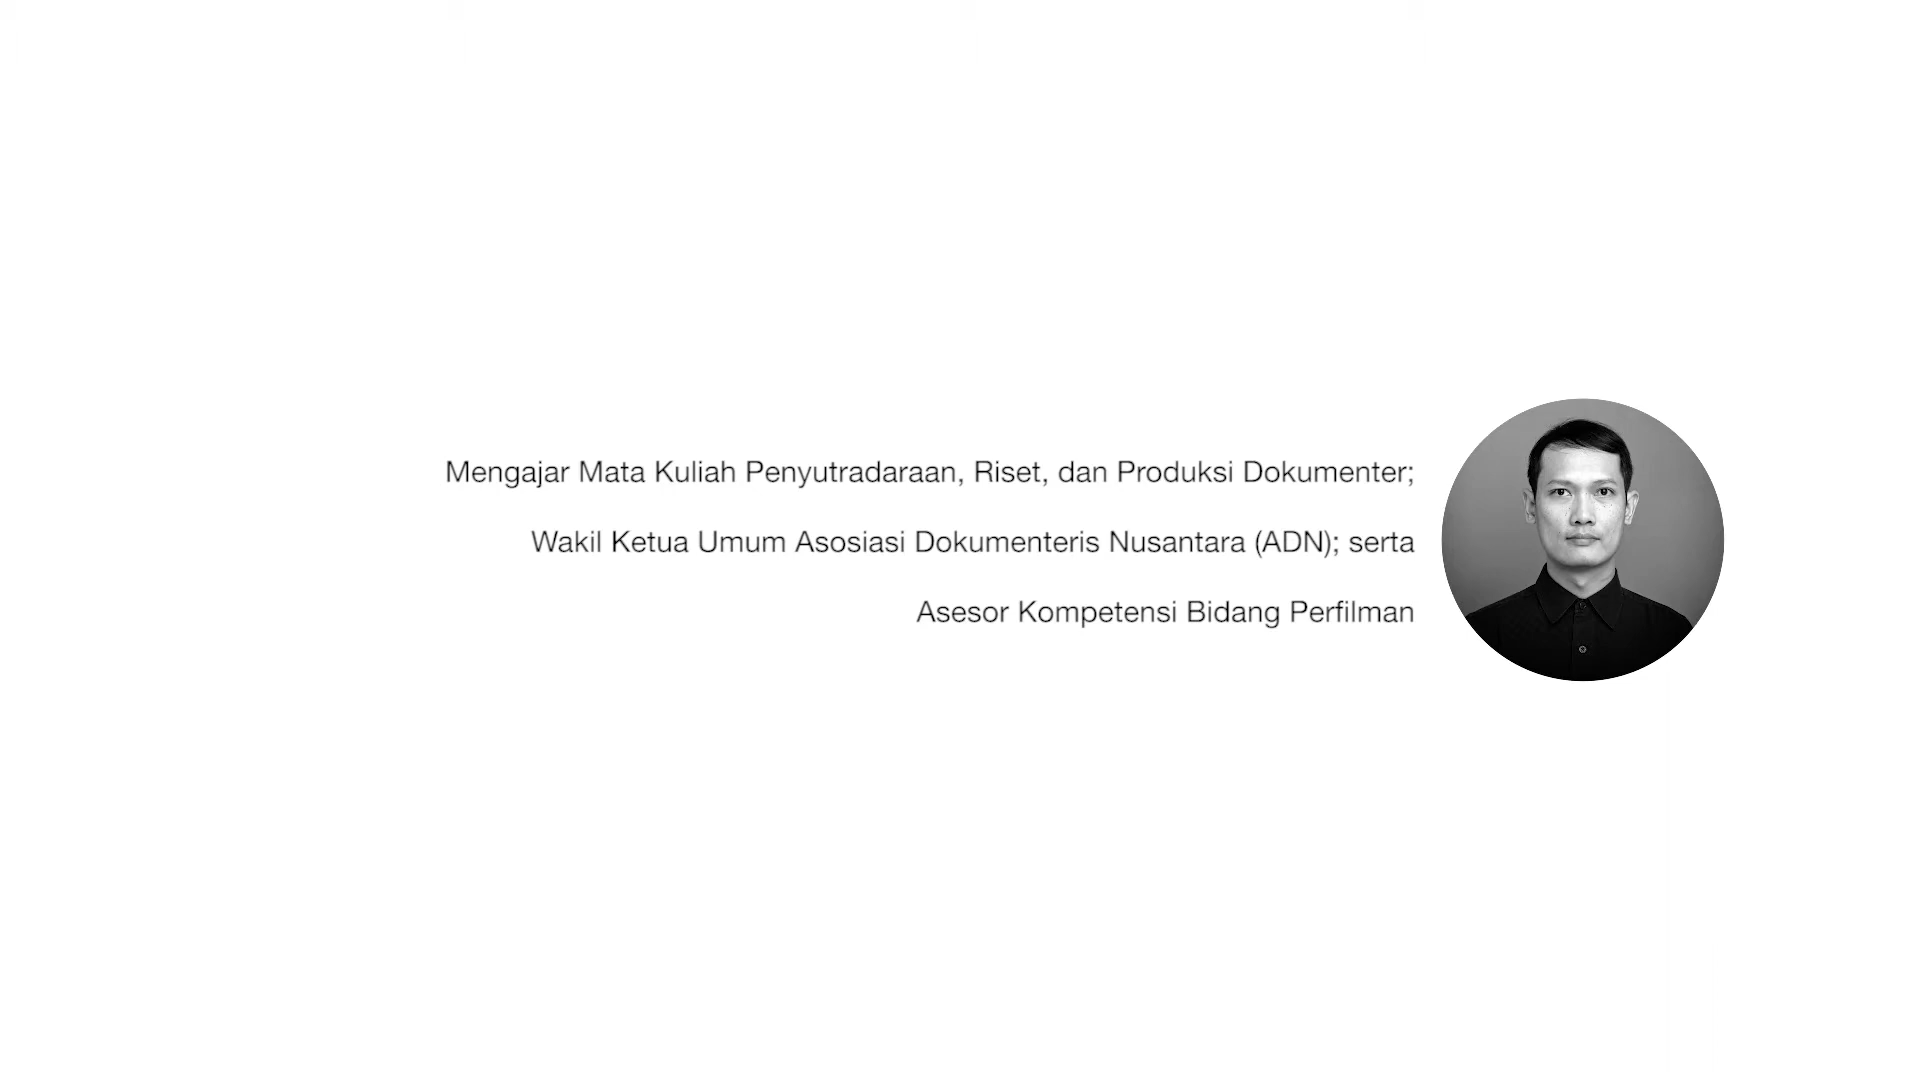 Mengajar Mata Kuliah Penyutradaraan, Riset, dan Produksi Dokumenter;
Wakil Ketua Umum Asosiasi Dokumenteris Nusantara (ADN); serta
Asesor Kompetensi Bidang Perfilman